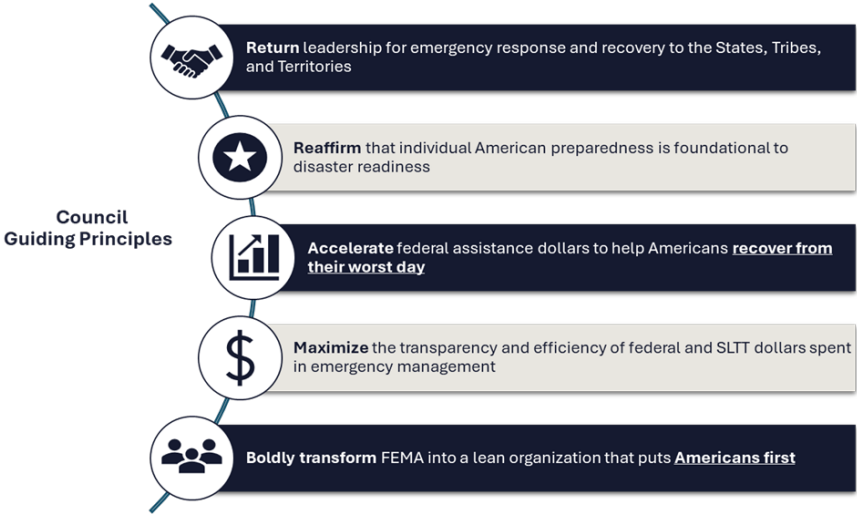 Return leadership for emergency response and recovery to the States, Tribes,
and Territories
Reaffirm that individual American preparedness is foundational to
disaster readiness
Council
Guiding Principles
Accelerate federal assistance dollars to help Americans recover from
their worst day
Maximize the transparency and efficiency of federal and SLTT dollars spent
in emergency management
Boldly transform FEMA into a lean organization that puts Americans first